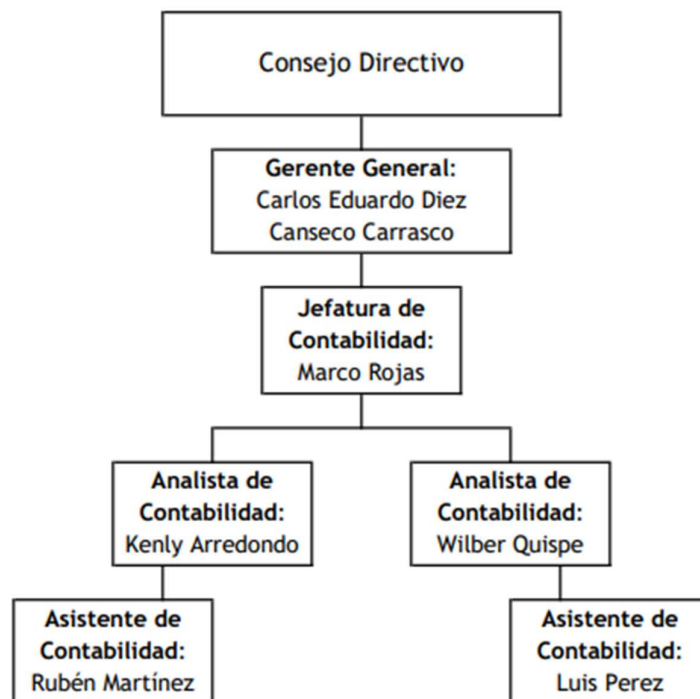 Consejo Directivo
Gerente General:
Carlos Eduardo Diez
Canseco Carrasco
Jefatura de
Contabilidad:
Marco Rojas
Analista de
Contabilidad:
Kenly Arredondo
Analista de
Contabilidad:
Wilber Quispe
Asistente de
Contabilidad:
Rubén Martínez
Asistente de
Contabilidad:
Luis Perez